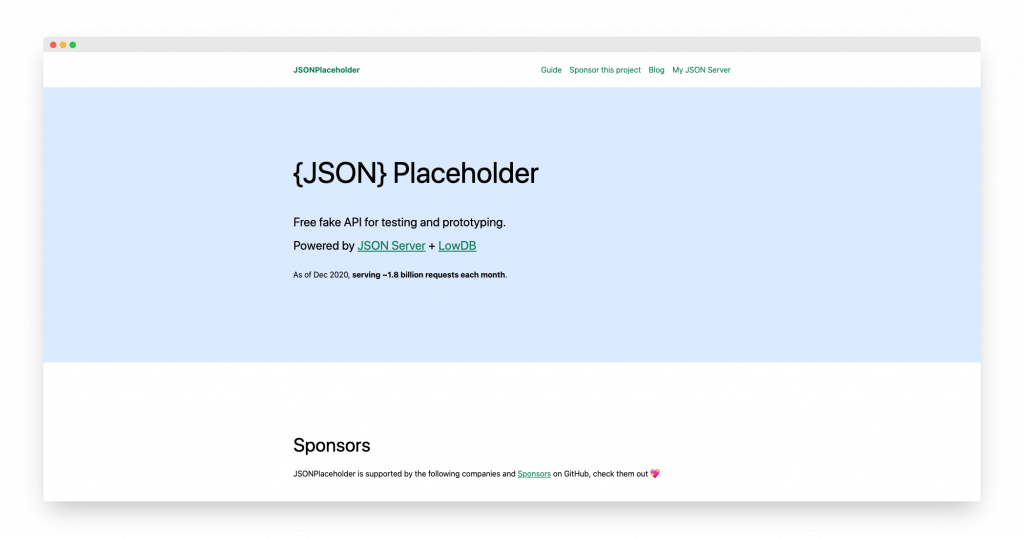 JSONPlaceholder
Guide Sponsor this project Blog My JSON Server
{JSON} Placeholder
Free fake API for testing and prototyping.
Powered by JSON Server + LowDB
As of Dec 2020, serving ~1.8 billion requests each month.
Sponsors
JSONPlaceholder is supported by the following companies and Sponsors on GitHub, check them out 💖